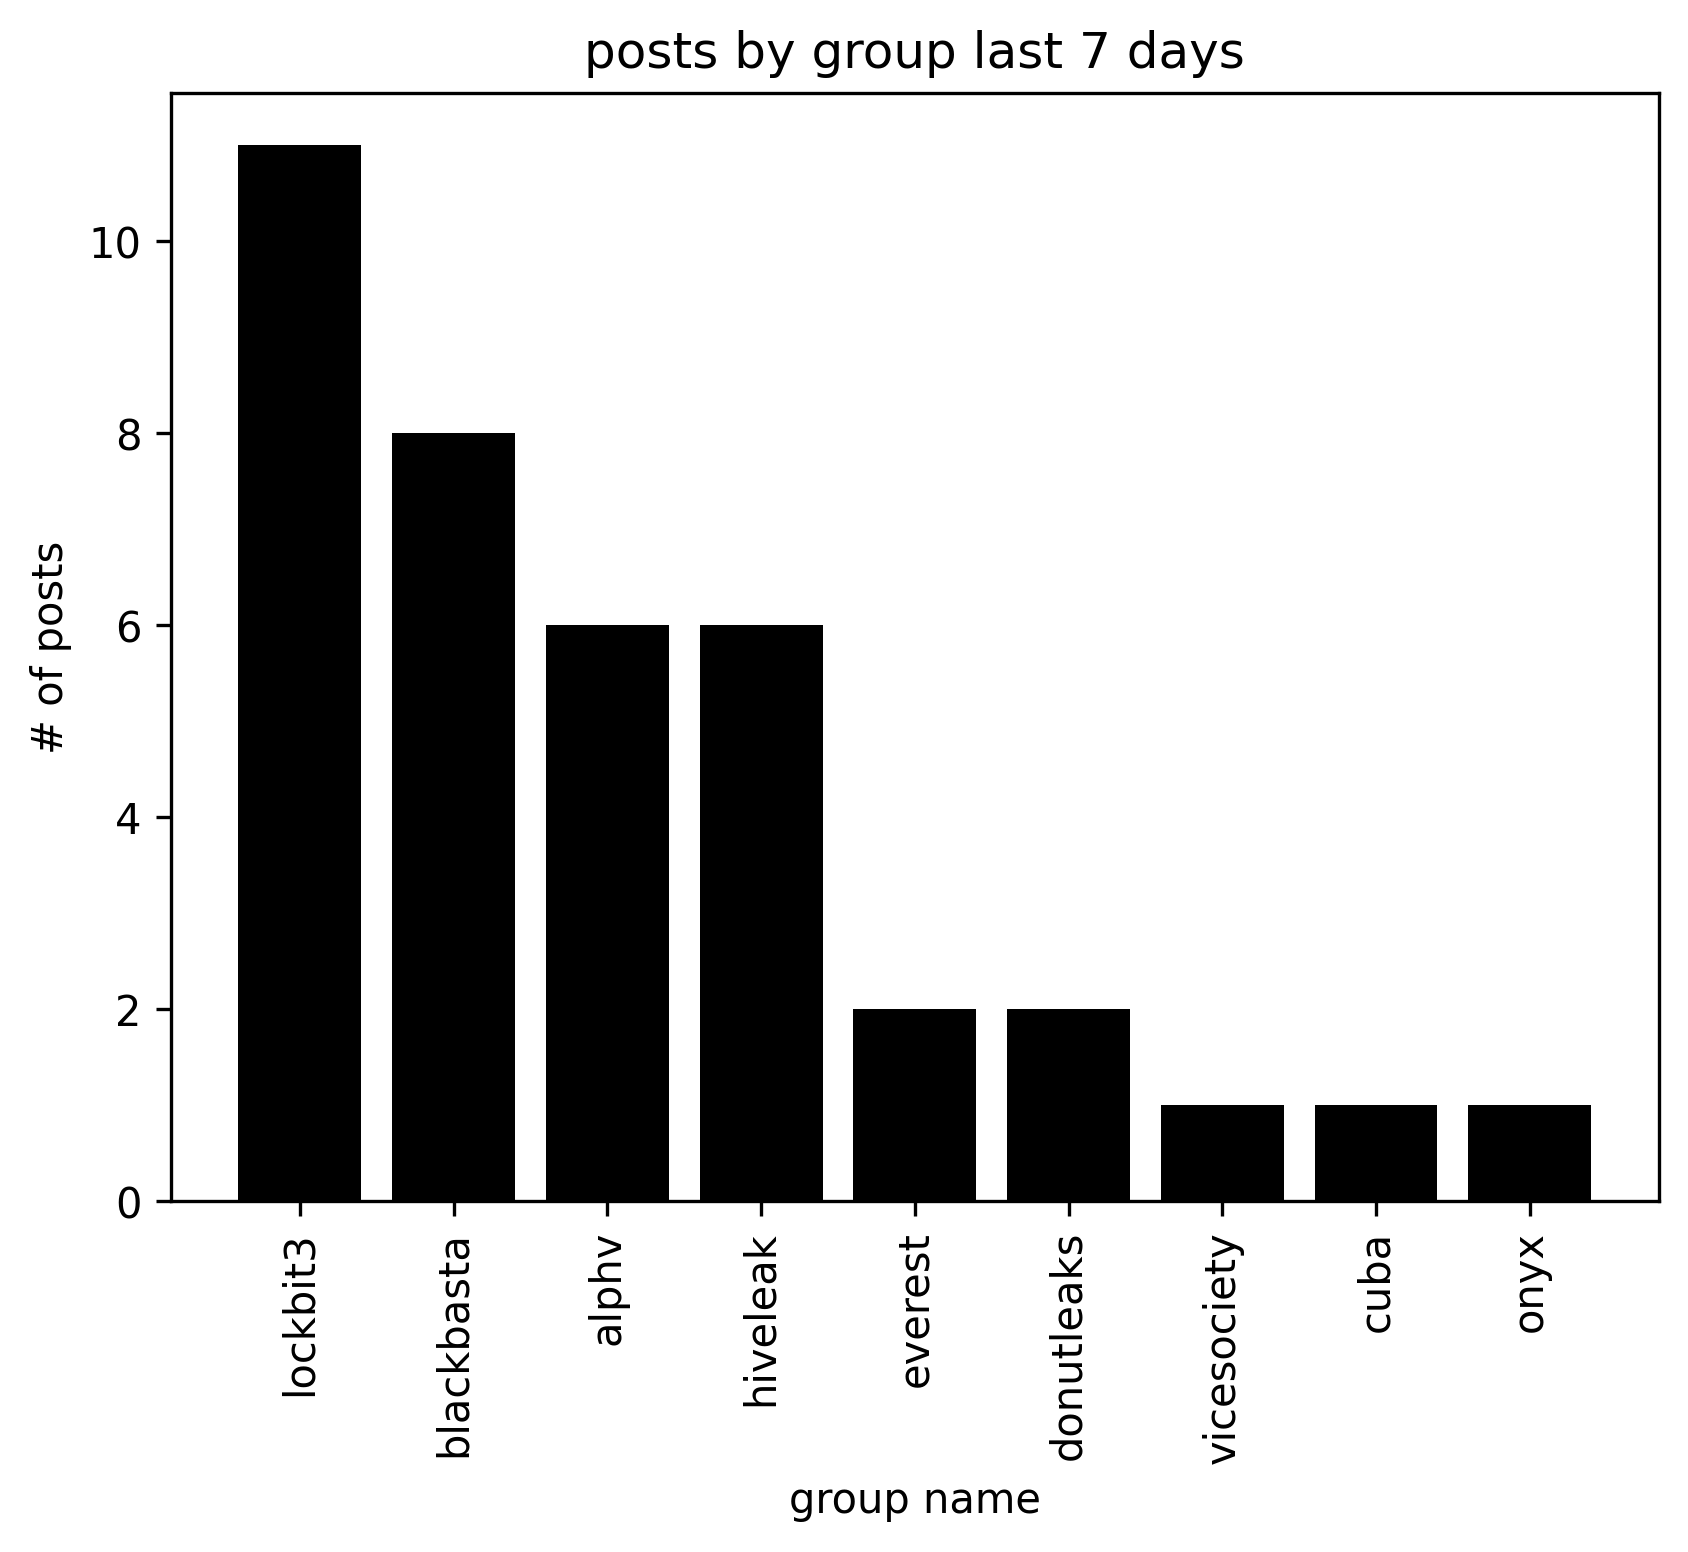 posts by group last 7 days
# of posts
10
8
6
4
2
0
lockbit3
blackbasta
alphv
hiveleak
everest
donutleaks
vicesociety
cuba
onyx
group name